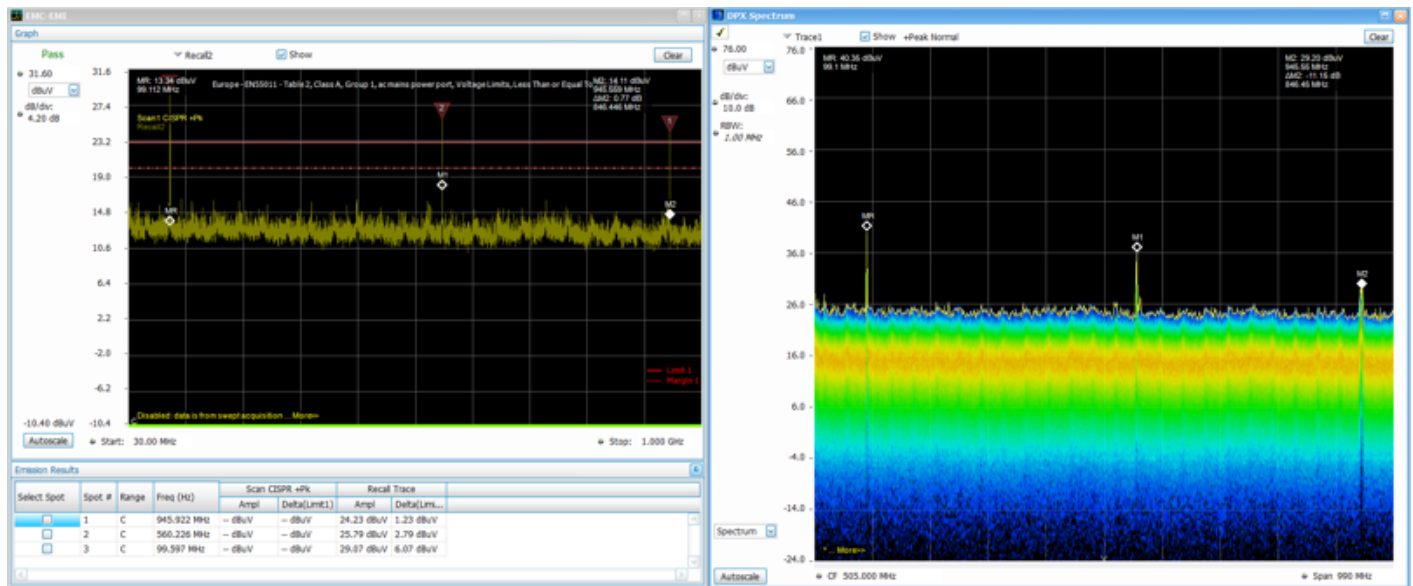 EMC-EMI
Graph
Pass
Recall2
Show
Clear
31.60
dBuV
dB/div:
4.20 dB
31.6
27.4
23.2
19.0
14.8
10.6
6.4
2.2
-2.0
-6.2
-10.4
-10.40 dBuV
MR: 13.34 dBuV
99.112 MHz
Europe - EN55011 - Table 2, Class A, Group 1, ac mains power port, Voltage Limits, Less Than or Equal To
M2: 14.11 dBuV
945.559 MHz
ΔM2: 0.77 dB
846.446 MHz
Scan1 CISPR +Pk
Recall2
2
1
MR
M1
M2
Limit 1
Margin 1
Disabled: data is from swept acquisition ... More>>
Autoscale
Start: 30.00 MHz
Stop: 1.000 GHz
Emission Results
Select Spot Spot # Range Freq (Hz) Scan CISPR +Pk Recall Trace
Ampl Delta(Limit1) Ampl Delta(Lim...
1 C 945.922 MHz -- dBuV -- dBuV 24.23 dBuV 1.23 dBuV
2 C 560.226 MHz -- dBuV -- dBuV 25.79 dBuV 2.79 dBuV
3 C 99.597 MHz -- dBuV -- dBuV 29.07 dBuV 6.07 dBuV
DPX Spectrum
Trace1
Show
+Peak Normal
Clear
76.00
dBuV
dB/div:
10.0 dB
RBW:
1.00 MHz
76.0
66.0
56.0
46.0
36.0
26.0
16.0
6.0
-4.0
-14.0
-24.0
MR: 40.35 dBuV
99.1 MHz
M2: 29.20 dBuV
945.55 MHz
ΔM2: -11.15 dB
846.45 MHz
MR
M1
M2
... More>>
Spectrum
Autoscale
CF 505.000 MHz
Span 990 MHz